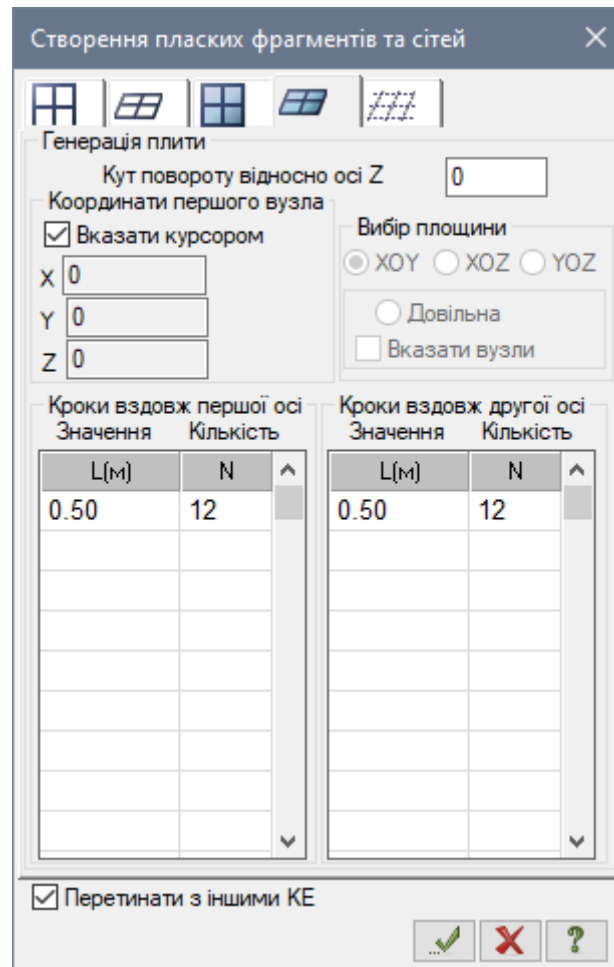 Створення пласких фрагментів та сітей
Генерація плити
Кут повороту відносно осі Z 0
Координати першого вузла
Вказати курсором
X 0
Y 0
Z 0
Вибір площини
XOY XOZ YOZ
Довільна
Вказати вузли
Кроки вздовж першої осі Кроки вздовж другої осі
Значення Кількість Значення Кількість
L(м) N L(м) N
0.50 12 0.50 12
Перетинати з іншими КЕ
?